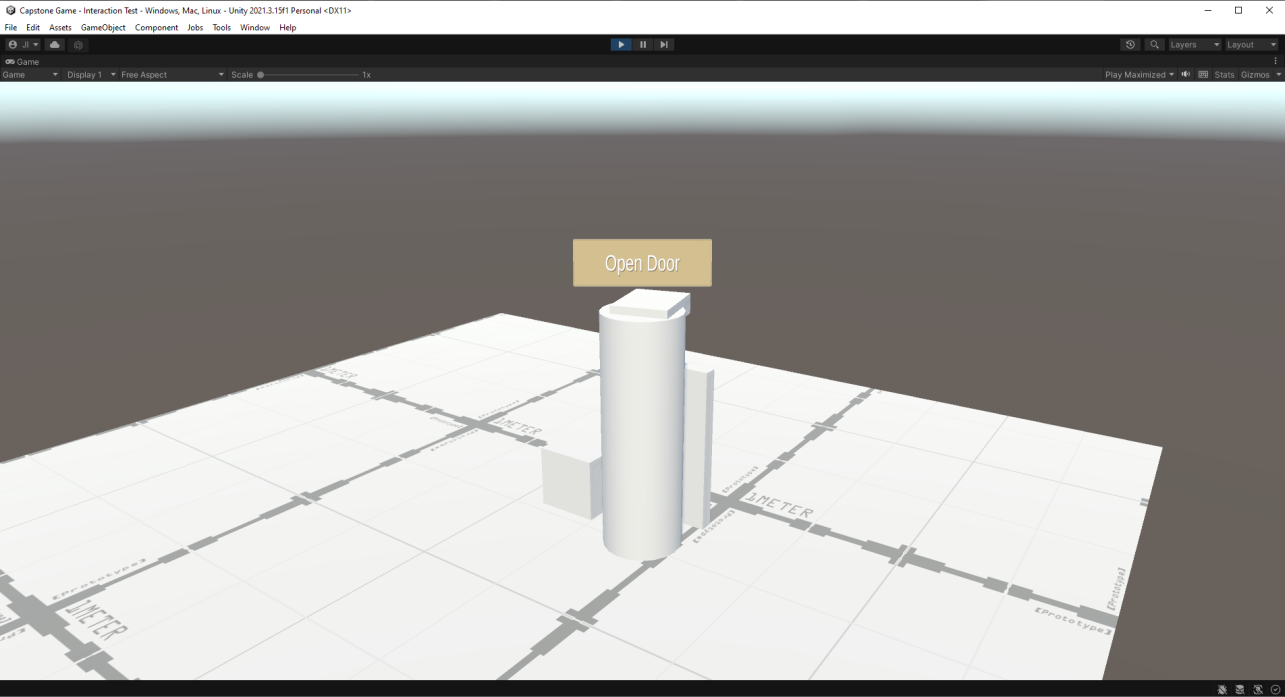 Capstone Game - Interaction Test - Windows, Mac, Linux - Unity 2021.3.15f1 Personal <DX11>
File Edit Assets GameObject Component Jobs Tools Window Help
JI Layers Layout
Game
Game Display 1 Free Aspect Scale 1x Play Maximized Stats Gizmos
Open Door
1METER
1METER
[Prototype]
1METER
[Prototype]
[Prototype]
[Prototype]
1METER
[Prototype]